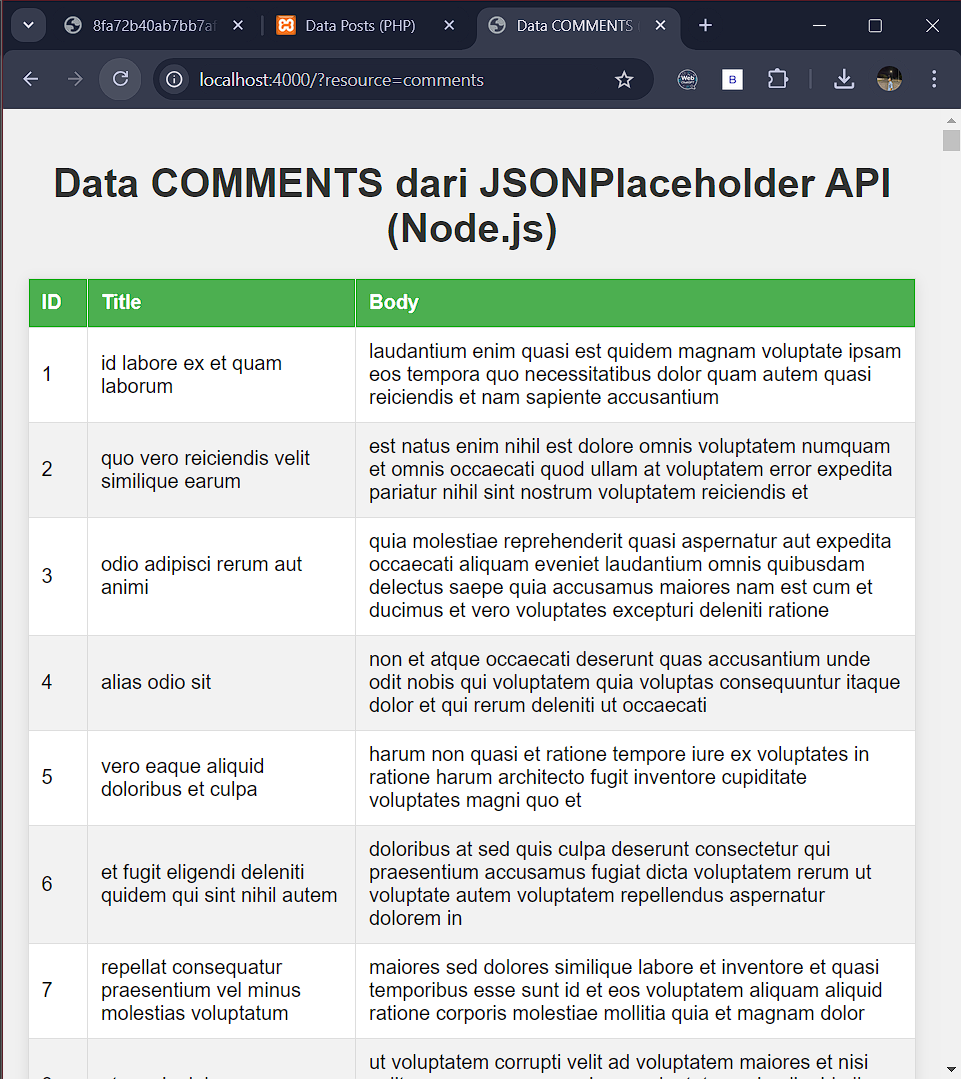 8fa72b40ab7bb7af
Data Posts (PHP)
Data COMMENTS
localhost:4000/?resource=comments
Web
B
Data COMMENTS dari JSONPlaceholder API
(Node.js)
ID Title Body
1
id labore ex et quam
laborum
laudantium enim quasi est quidem magnam voluptate ipsam
eos tempora quo necessitatibus dolor quam autem quasi
reiciendis et nam sapiente accusantium
2
quo vero reiciendis velit
similique earum
est natus enim nihil est dolore omnis voluptatem numquam
et omnis occaecati quod ullam at voluptatem error expedita
pariatur nihil sint nostrum voluptatem reiciendis et
3
odio adipisci rerum aut
animi
quia molestiae reprehenderit quasi aspernatur aut expedita
occaecati aliquam eveniet laudantium omnis quibusdam
delectus saepe quia accusamus maiores nam est cum et
ducimus et vero voluptates excepturi deleniti ratione
4
alias odio sit
non et atque occaecati deserunt quas accusantium unde
odit nobis qui voluptatem quia voluptas consequuntur itaque
dolor et qui rerum deleniti ut occaecati
5
vero eaque aliquid
doloribus et culpa
harum non quasi et ratione tempore iure ex voluptates in
ratione harum architecto fugit inventore cupiditate
voluptates magni quo et
6
et fugit eligendi deleniti
quidem qui sint nihil autem
doloribus at sed quis culpa deserunt consectetur qui
praesentium accusamus fugiat dicta voluptatem rerum ut
voluptate autem voluptatem repellendus aspernatur
dolorem in
7
repellat consequatur
praesentium vel minus
molestias voluptatum
maiores sed dolores similique labore et inventore et quasi
temporibus esse sunt id et eos voluptatem aliquam aliquid
ratione corporis molestiae mollitia quia et magnam dolor
ut voluptatem corrupti velit ad voluptatem maiores et nisi